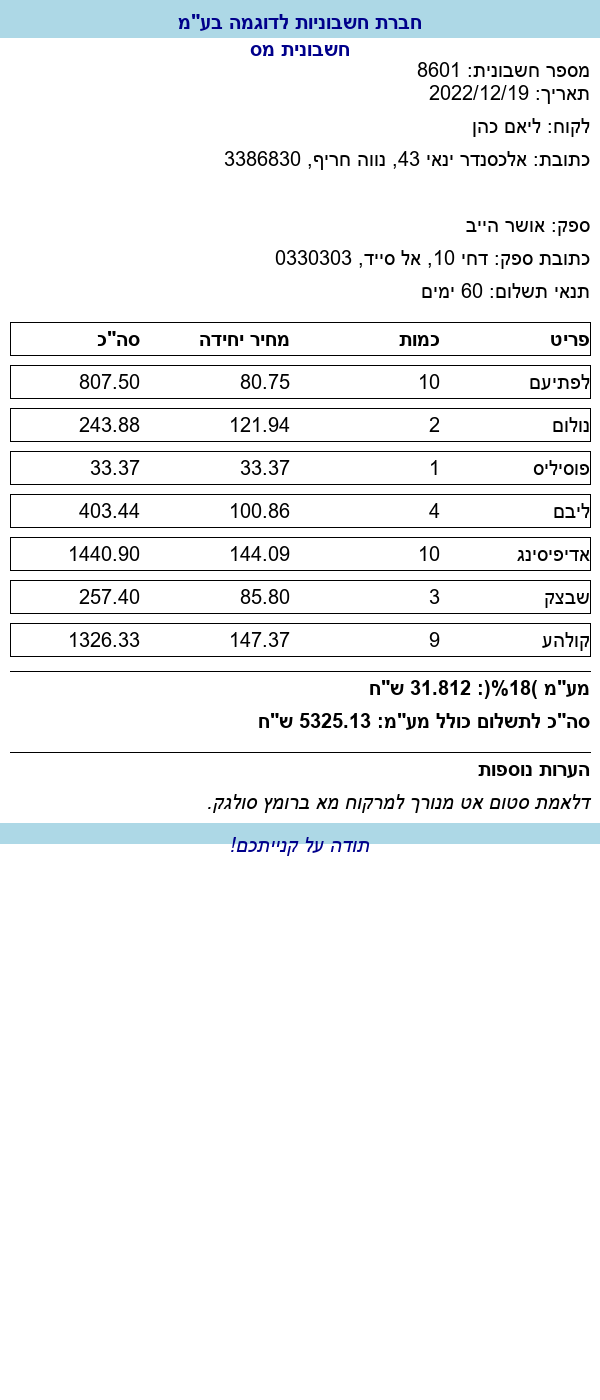 חברת חשבוניות לדוגמה בע"מ
חשבונית מס
מספר חשבונית: 8601
תאריך: 2022/12/19
לקוח: ליאם כהן
כתובת: אלכסנדר ינאי 43, נווה חריף, 3386830
ספק: אושר הייב
כתובת ספק: דחי 10, אל סייד, 0330303
תנאי תשלום: 60 ימים
פריט כמות מחיר יחידה סה"כ
לפתיעם 10 80.75 807.50
נולום 2 121.94 243.88
פוסיליס 1 33.37 33.37
ליבם 4 100.86 403.44
אדיפיסינג 10 144.09 1440.90
שבצק 3 85.80 257.40
קולהע 9 147.37 1326.33
מע"מ )18%(: 31.812 ש"ח
סה"כ לתשלום כולל מע"מ: 5325.13 ש"ח
הערות נוספות
דלאמת סטום אט מנורך למרקוח מא ברומץ סולגק.
תודה על קנייתכם!